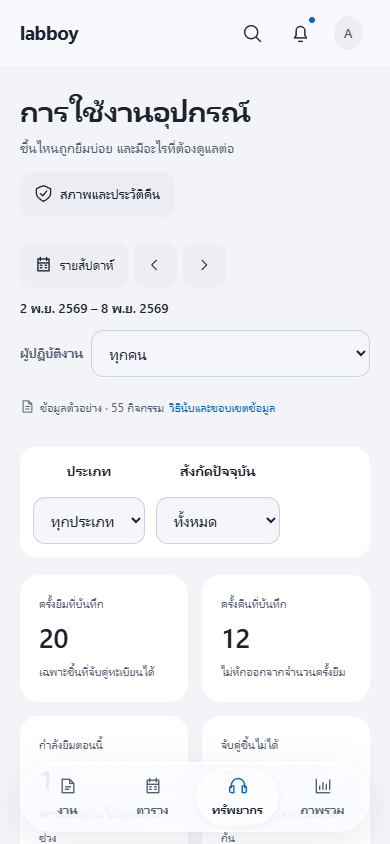 labboy
A
การใช้งานอุปกรณ์
ชิ้นไหนถูกยืมบ่อย และมีอะไรที่ต้องดูแลต่อ
สภาพและประวัติคืน
รายสัปดาห์
2 พ.ย. 2569 – 8 พ.ย. 2569
ผู้ปฏิบัติงาน ทุกคน
ข้อมูลตัวอย่าง · 55 กิจกรรม วิธีนับและขอบเขตข้อมูล
ประเภท สังกัดปัจจุบัน
ทุกประเภท ทั้งหมด
ครั้งยืมที่บันทึก ครั้งคืนที่บันทึก
20 12
เฉพาะชิ้นที่จับคู่ทะเบียนได้ ไม่หักออกจากจำนวนครั้งยืม
กำลังยืมตอนนี้ จับคู่ชิ้นไม่ได้
1
งาน ตาราง ทรัพยากร ภาพรวม
ช่วง กัน